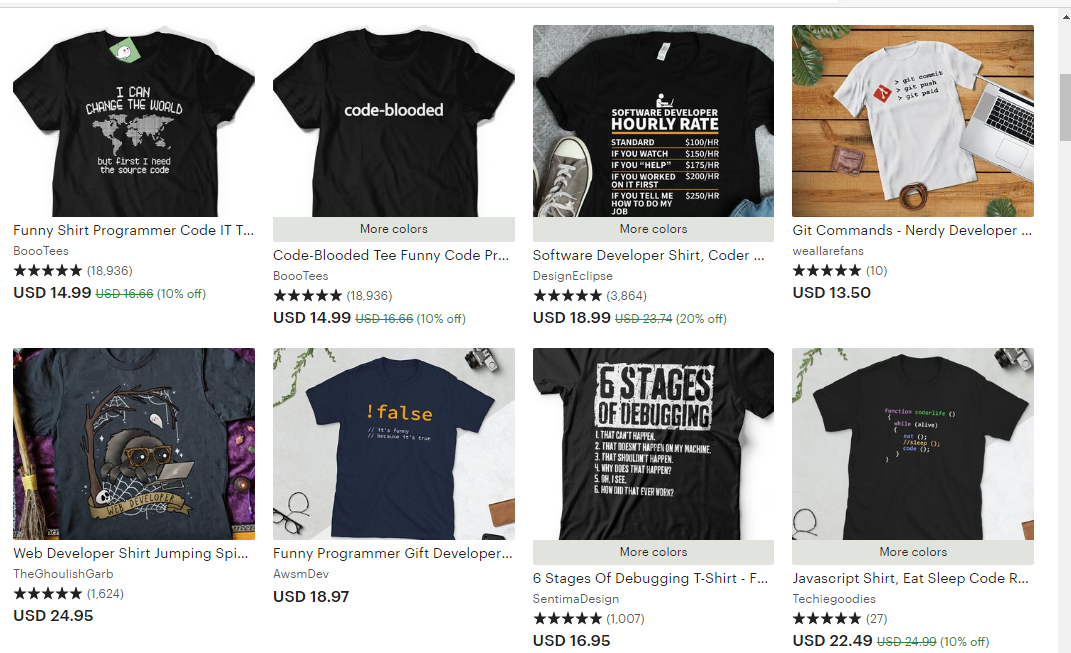 I CAN
CHANGE THE WORLD
but first I need
the source code
Funny Shirt Programmer Code IT T...
BoooTees
★★★★★ (18,936)
USD 14.99 USD 16.66 (10% off)
code-blooded
More colors
Code-Blooded Tee Funny Code Pr...
BoooTees
★★★★★ (18,936)
USD 14.99 USD 16.66 (10% off)
SOFTWARE DEVELOPER
HOURLY RATE
STANDARD $100/HR
IF YOU WATCH $150/HR
IF YOU "HELP" $175/HR
IF YOU WORKED $200/HR
ON IT FIRST
IF YOU TELL ME $250/HR
HOW TO DO MY
JOB
More colors
Software Developer Shirt, Coder ...
DesignEclipse
★★★★★ (3,864)
USD 18.99 USD 23.74 (20% off)
> git commit
> git push
> git paid
Git Commands - Nerdy Developer ...
weallarefans
★★★★★ (10)
USD 13.50
WEB DEVELOPER
Web Developer Shirt Jumping Spi...
TheGhoulishGarb
★★★★★ (1,624)
USD 24.95
!false
// it's funny
// because it's true
Funny Programmer Gift Developer...
AwsmDev
USD 18.97
6 STAGES
OF DEBUGGING
1. THAT CAN'T HAPPEN.
2. THAT DOESN'T HAPPEN ON MY MACHINE.
3. THAT SHOULDN'T HAPPEN.
4. WHY DOES THAT HAPPEN?
5. OH, I SEE.
6. HOW DID THAT EVER WORK?
More colors
6 Stages Of Debugging T-Shirt - F...
SentimaDesign
★★★★★ (1,007)
USD 16.95
function coderlife ()
{
while (alive)
{
eat ();
//sleep ();
code ();
}
}
More colors
Javascript Shirt, Eat Sleep Code R...
Techiegoodies
★★★★★ (27)
USD 22.49 USD 24.99 (10% off)